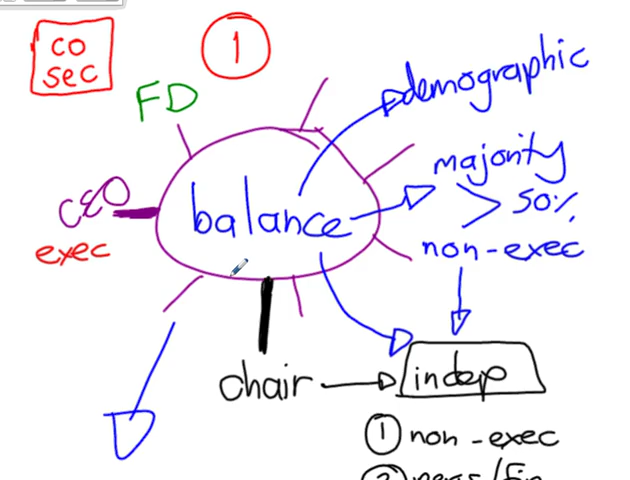 co
sec
1
FD
demographic
majority
> 50%
CEO
balance
exec
non-exec
chair
indep
1 non-exec